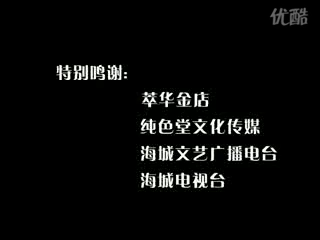 优酷
特别鸣谢:
萃华金店
纯色堂文化传媒
海城文艺广播电台
海城电视台